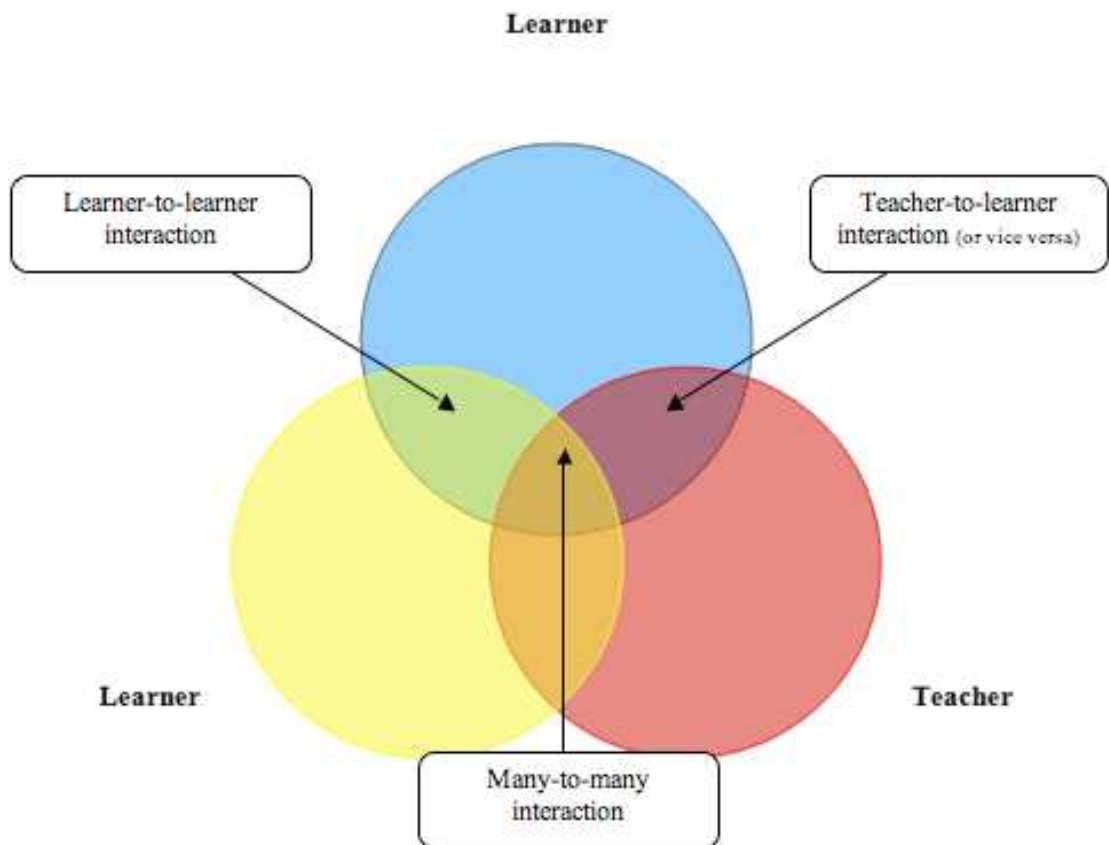 Learner
Learner-to-learner
interaction
Teacher-to-learner
interaction (or vice versa)
Learner
Teacher
Many-to-many
interaction